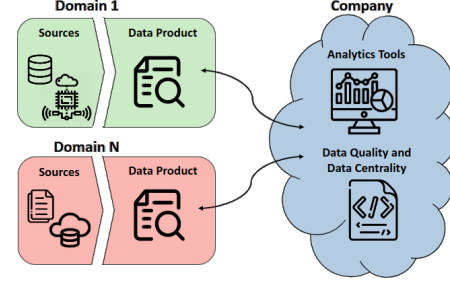 Domain 1
Sources
Data Product
Domain N
Sources
Data Product
Company
Analytics Tools
Data Quality and
Data Centrality